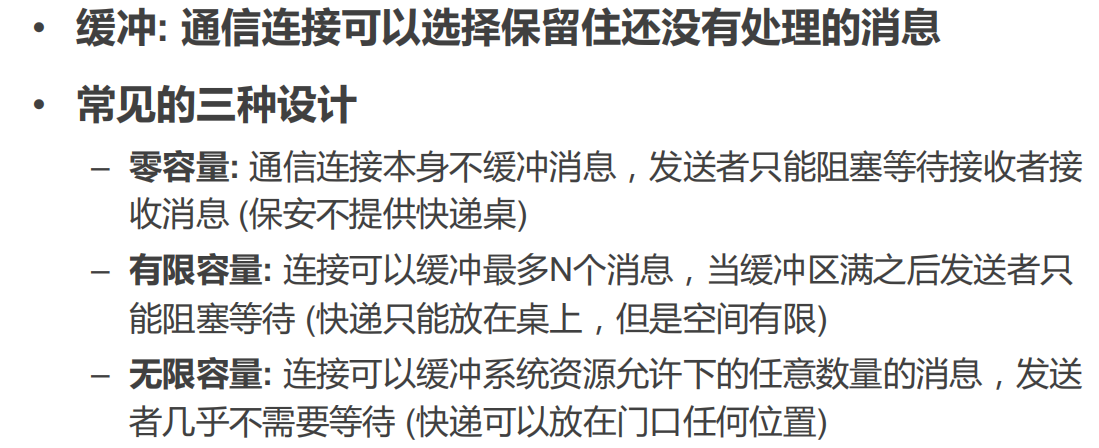 • 缓冲: 通信连接可以选择保留住还没有处理的消息
• 常见的三种设计
– 零容量: 通信连接本身不缓冲消息，发送者只能阻塞等待接收者接
收消息 (保安不提供快递桌)
– 有限容量: 连接可以缓冲最多N个消息，当缓冲区满之后发送者只
能阻塞等待 (快递只能放在桌上，但是空间有限)
– 无限容量: 连接可以缓冲系统资源允许下的任意数量的消息，发送
者几乎不需要等待 (快递可以放在门口任何位置)